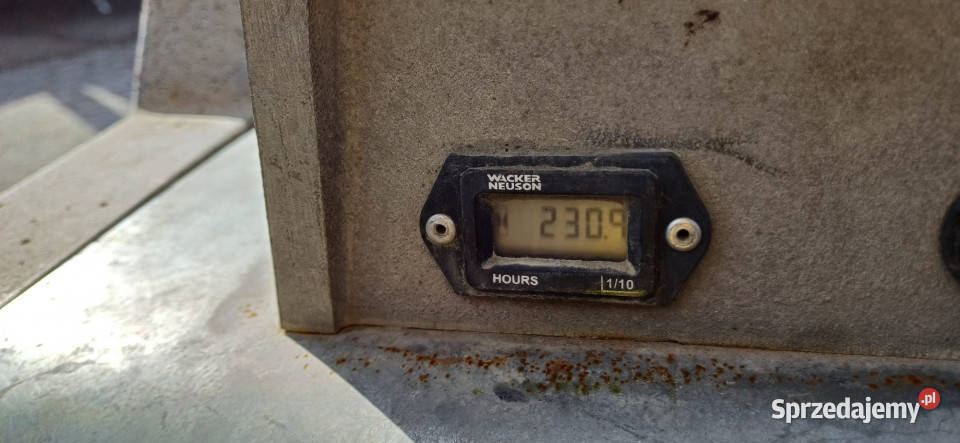 WACKER
NEUSON
230.9
HOURS 1/10
Sprzedajemy.pl